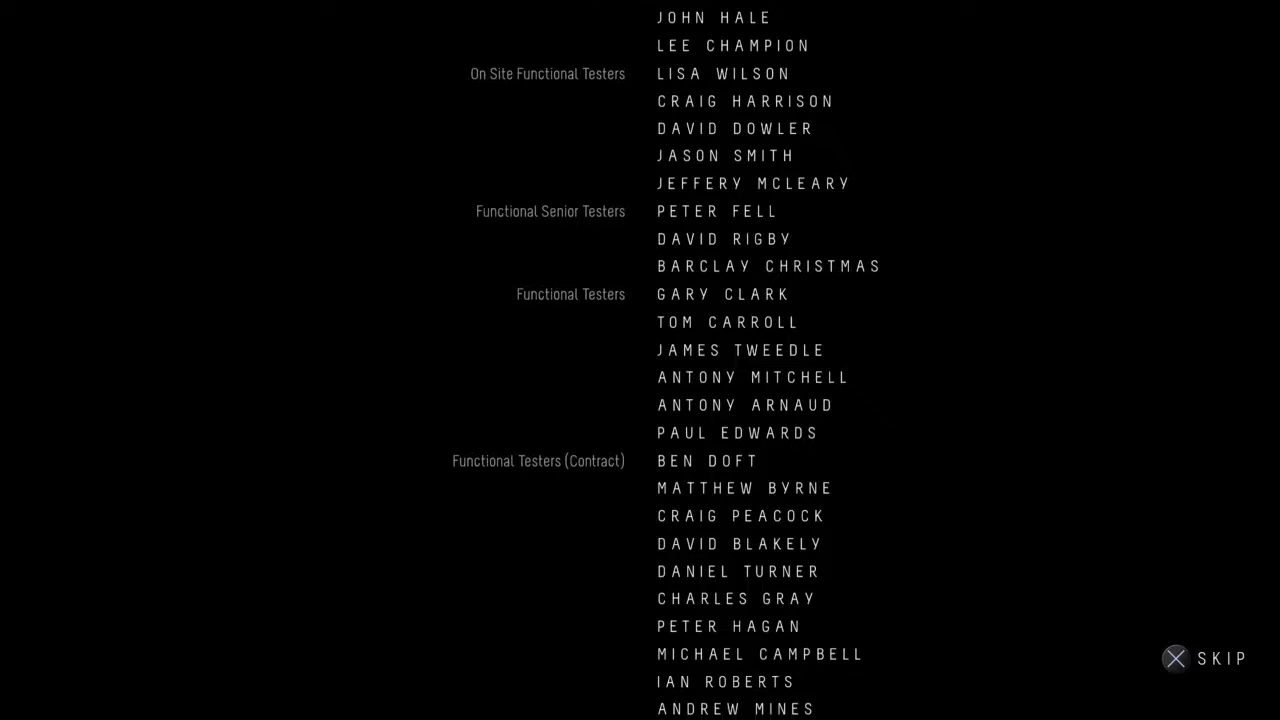 JOHN HALE
LEE CHAMPION
On Site Functional Testers LISA WILSON
CRAIG HARRISON
DAVID DOWLER
JASON SMITH
JEFFERY MCLEARY
Functional Senior Testers PETER FELL
DAVID RIGBY
BARCLAY CHRISTMAS
Functional Testers GARY CLARK
TOM CARROLL
JAMES TWEEDLE
ANTONY MITCHELL
ANTONY ARNAUD
PAUL EDWARDS
Functional Testers (Contract) BEN DOFT
MATTHEW BYRNE
CRAIG PEACOCK
DAVID BLAKELY
DANIEL TURNER
CHARLES GRAY
PETER HAGAN
MICHAEL CAMPBELL
SKIP
IAN ROBERTS
ANDREW MINES